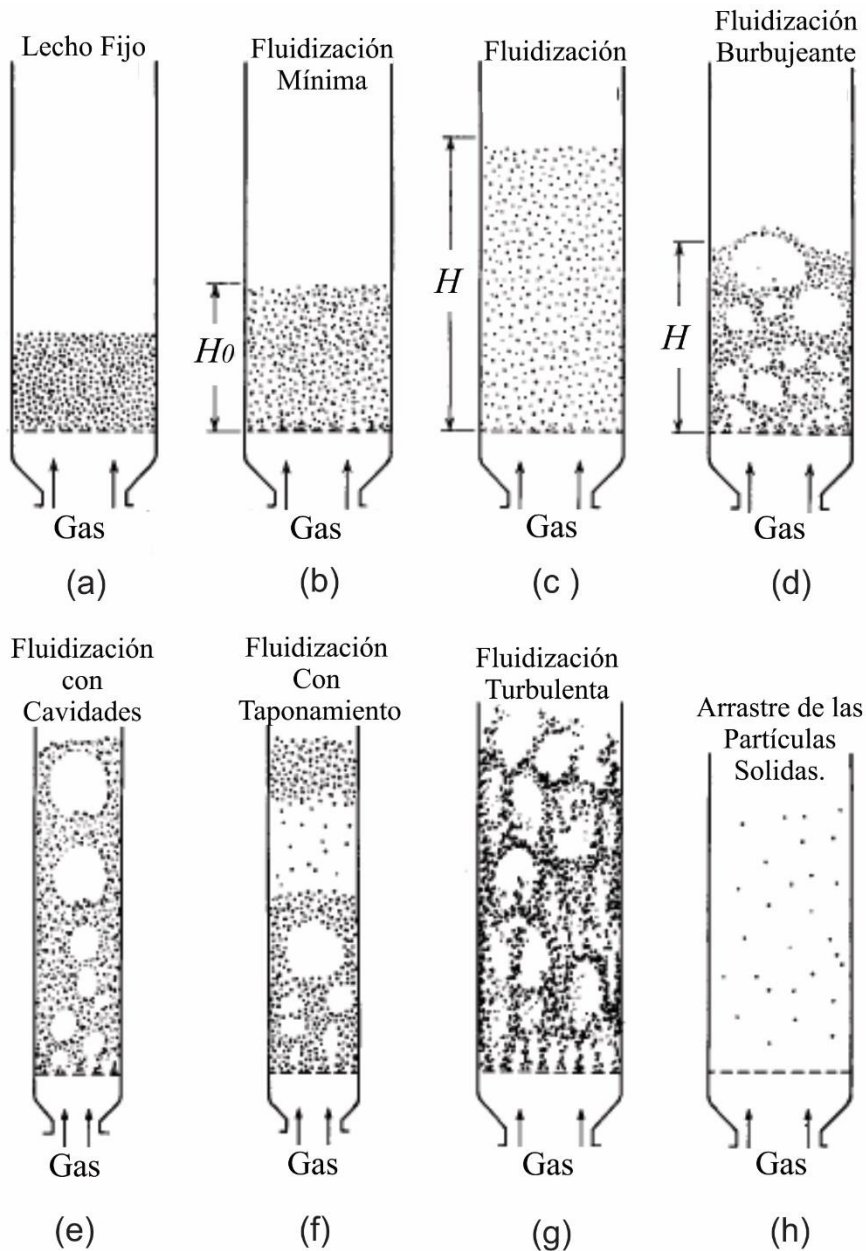 Lecho Fijo
Fluidización
Mínima
Fluidización
Fluidización
Burbujeante
H0
H
H
Gas
Gas
Gas
Gas
(a)
(b)
(c )
(d)
Fluidización
con
Cavidades
Fluidización
Con
Taponamiento
Fluidización
Turbulenta
Arrastre de las
Partículas
Solidas.
Gas
Gas
Gas
Gas
(e)
(f)
(g)
(h)